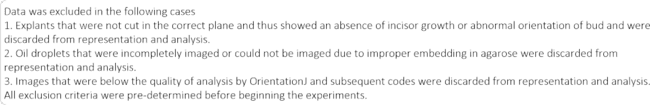 Data was excluded in the following cases
1. Explants that were not cut in the correct plane and thus showed an absence of incisor growth or abnormal orientation of bud and were
discarded from representation and analysis.
2. Oil droplets that were incompletely imaged or could not be imaged due to improper embedding in agarose were discarded from
representation and analysis.
3. Images that were below the quality of analysis by OrientationJ and subsequent codes were discarded from representation and analysis.
All exclusion criteria were pre-determined before beginning the experiments.